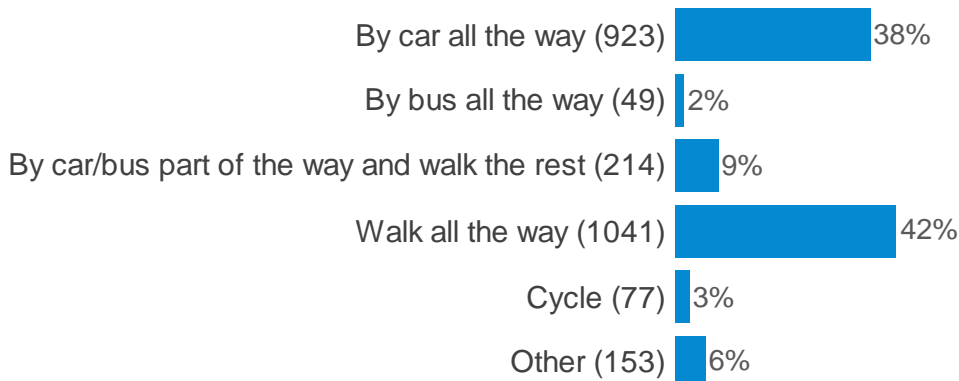 By car all the way (923) 38%
By bus all the way (49) 2%
By car/bus part of the way and walk the rest (214) 9%
Walk all the way (1041) 42%
Cycle (77) 3%
Other (153) 6%